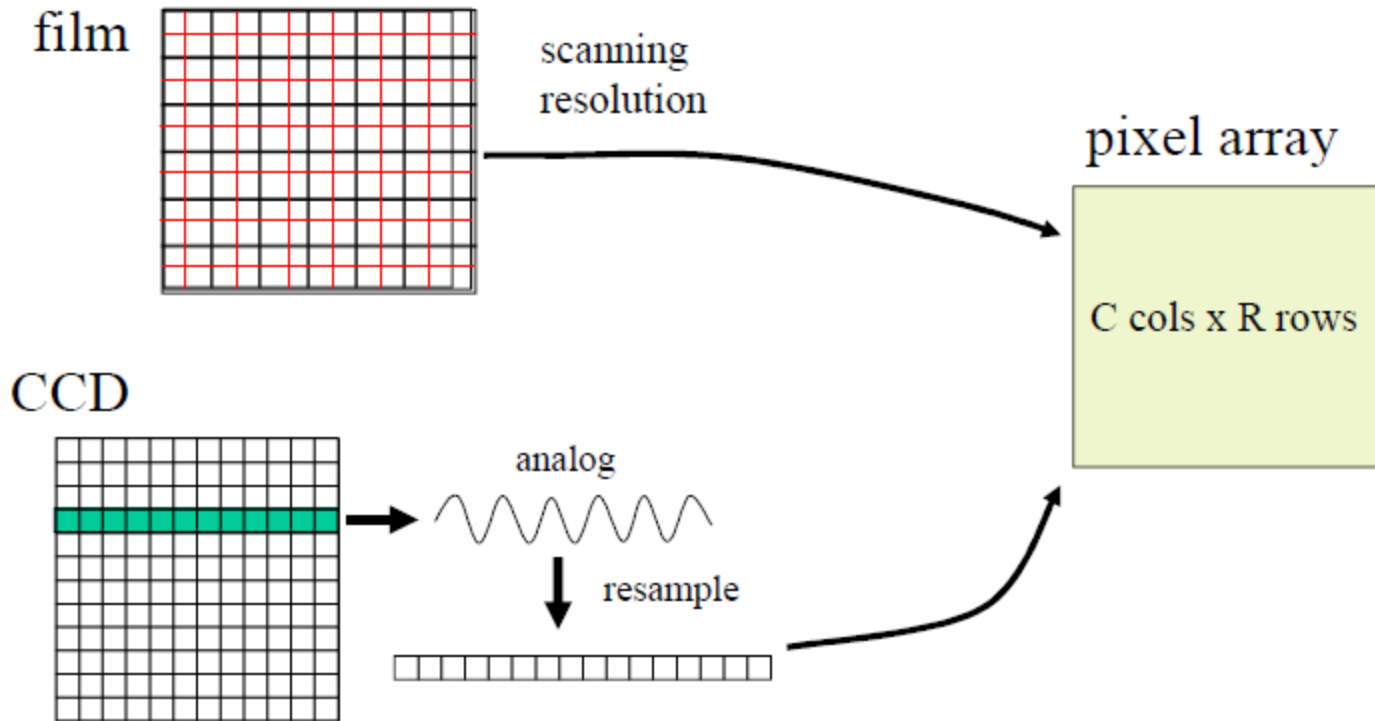 film
scanning
resolution
pixel array
C cols x R rows
CCD
analog
resample